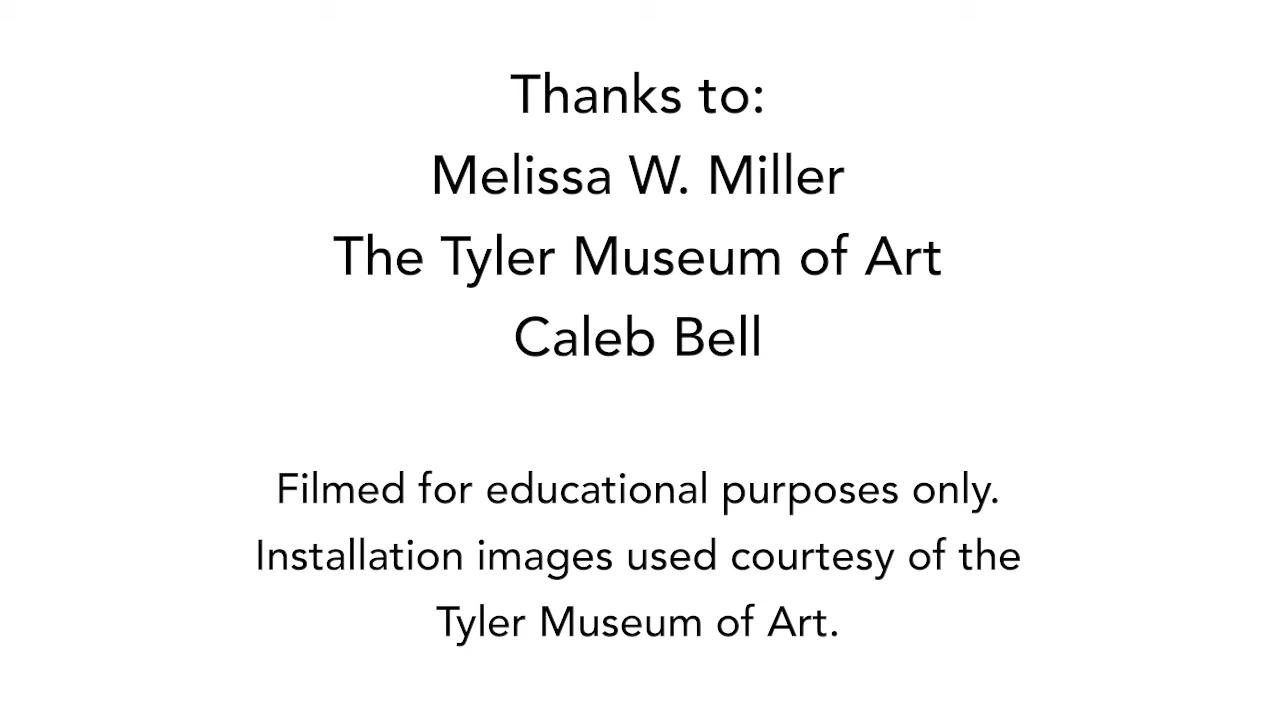 Thanks to:
Melissa W. Miller
The Tyler Museum of Art
Caleb Bell
Filmed for educational purposes only.
Installation images used courtesy of the
Tyler Museum of Art.